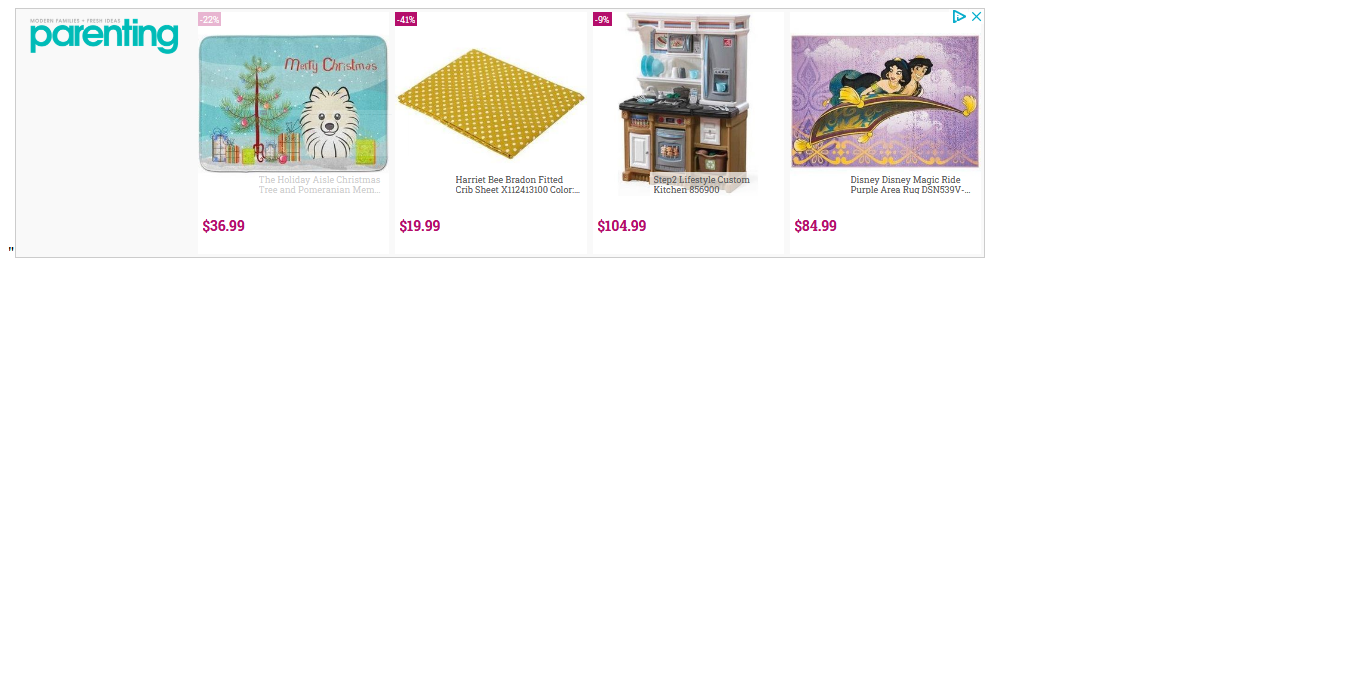 MODERN FAMILIES + FRESH IDEAS
parenting
-22%
Merry Christmas
The Holiday Aisle Christmas
Tree and Pomeranian Mem...
$36.99
-41%
Harriet Bee Bradon Fitted
Crib Sheet X112413100 Color:...
$19.99
-9%
Step2 Lifestyle Custom
Kitchen 856900
$104.99
Disney Disney Magic Ride
Purple Area Rug DSN539V-...
$84.99
"